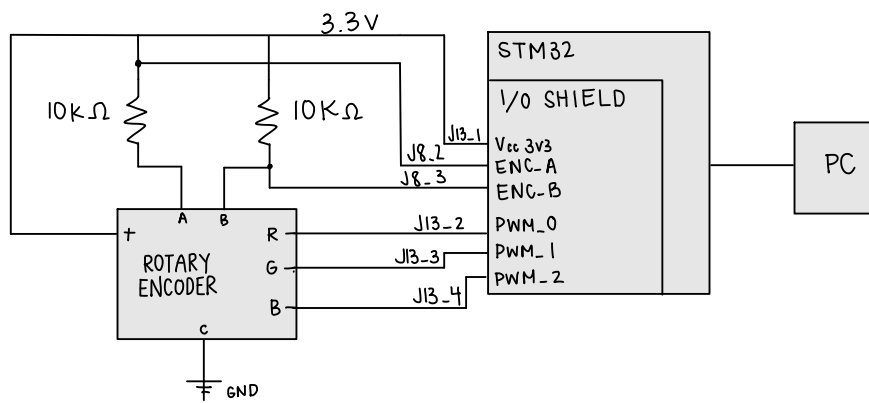 3.3V
STM32
10KΩ
10KΩ
I/O SHIELD
J13_1
Vcc 3v3
J8_2
ENC_A
J8_3
ENC_B
PC
A
B
+
R
J13_2
PWM_0
ROTARY
ENCODER
G
J13_3
PWM_1
B
J13_4
PWM_2
C
GND